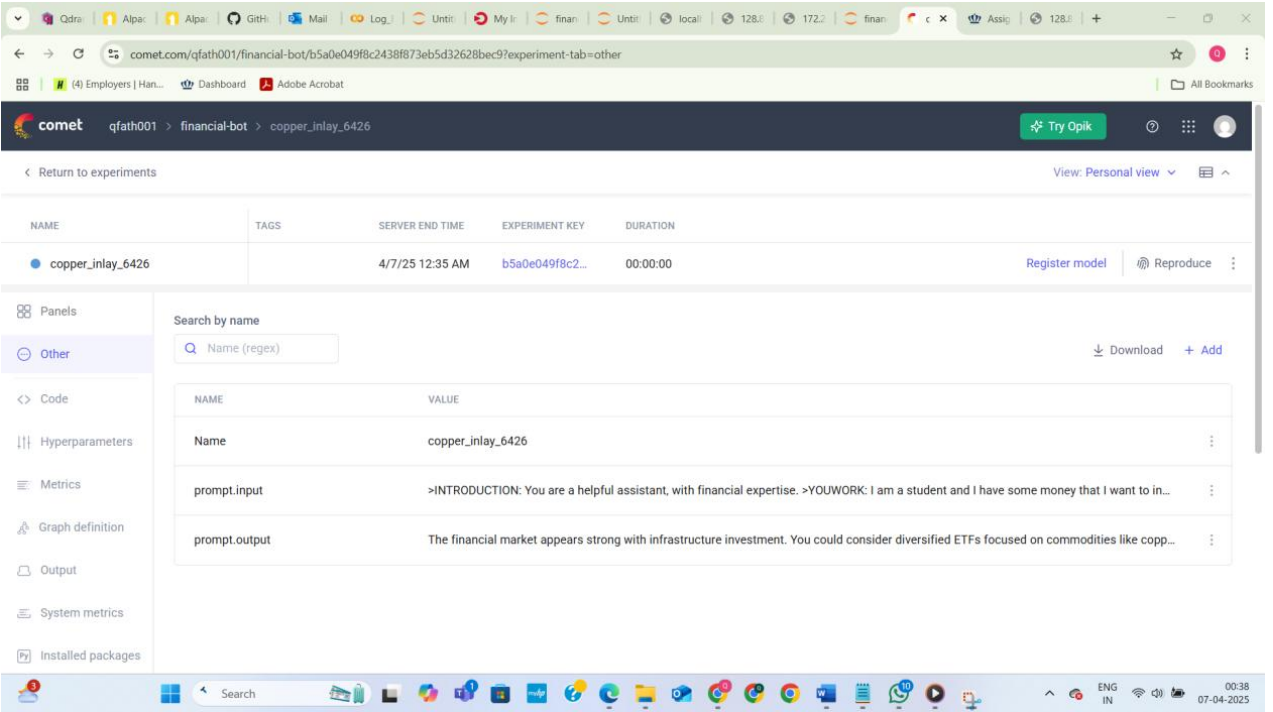 Qdra
Alpac
Alpac
GitHu
Mail
Log_
Untit
My Ir
finan
Untit
locall
128.
172.2
finan
c
Assig
128.
comet.com/qfath001/financial-bot/b5a0e049f8c2438f873eb5d32628bec9?experiment-tab=other
Q
(4) Employers | Han...
Dashboard
Adobe Acrobat
All Bookmarks
comet
qfath001 > financial-bot > copper_inlay_6426
Try Opik
Return to experiments
View: Personal view
NAME TAGS SERVER END TIME EXPERIMENT KEY DURATION
copper_inlay_6426 4/7/25 12:35 AM b5a0e049f8c2... 00:00:00 Register model Reproduce
Panels
Other
Code
Hyperparameters
Metrics
Graph definition
Output
System metrics
Py Installed packages
Search by name
Name (regex)
Download + Add
NAME VALUE
Name copper_inlay_6426
prompt.input >INTRODUCTION: You are a helpful assistant, with financial expertise. >YOUWORK: I am a student and I have some money that I want to in...
prompt.output The financial market appears strong with infrastructure investment. You could consider diversified ETFs focused on commodities like copp...
3
Search
10
ENG
IN
00:38
07-04-2025